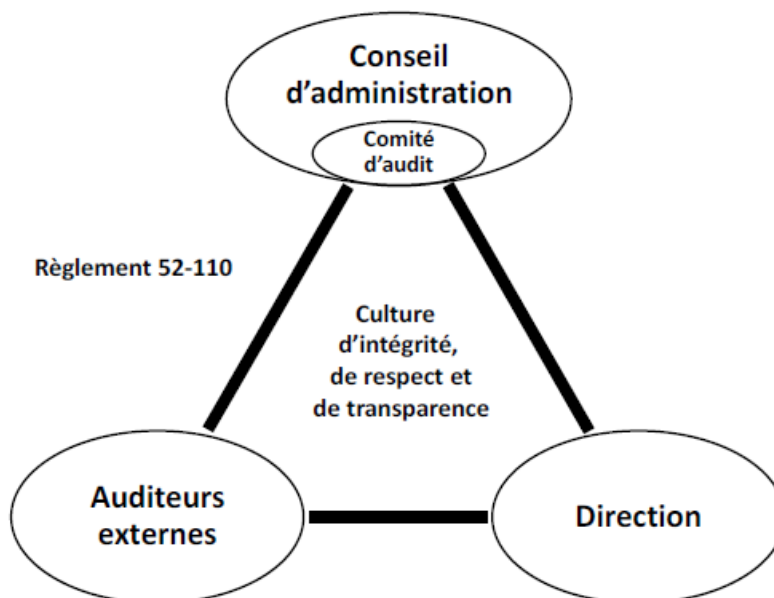 Conseil
d’administration
Comité
d’audit
Règlement 52-110
Culture
d’intégrité,
de respect et
de transparence
Auditeurs
externes
Direction